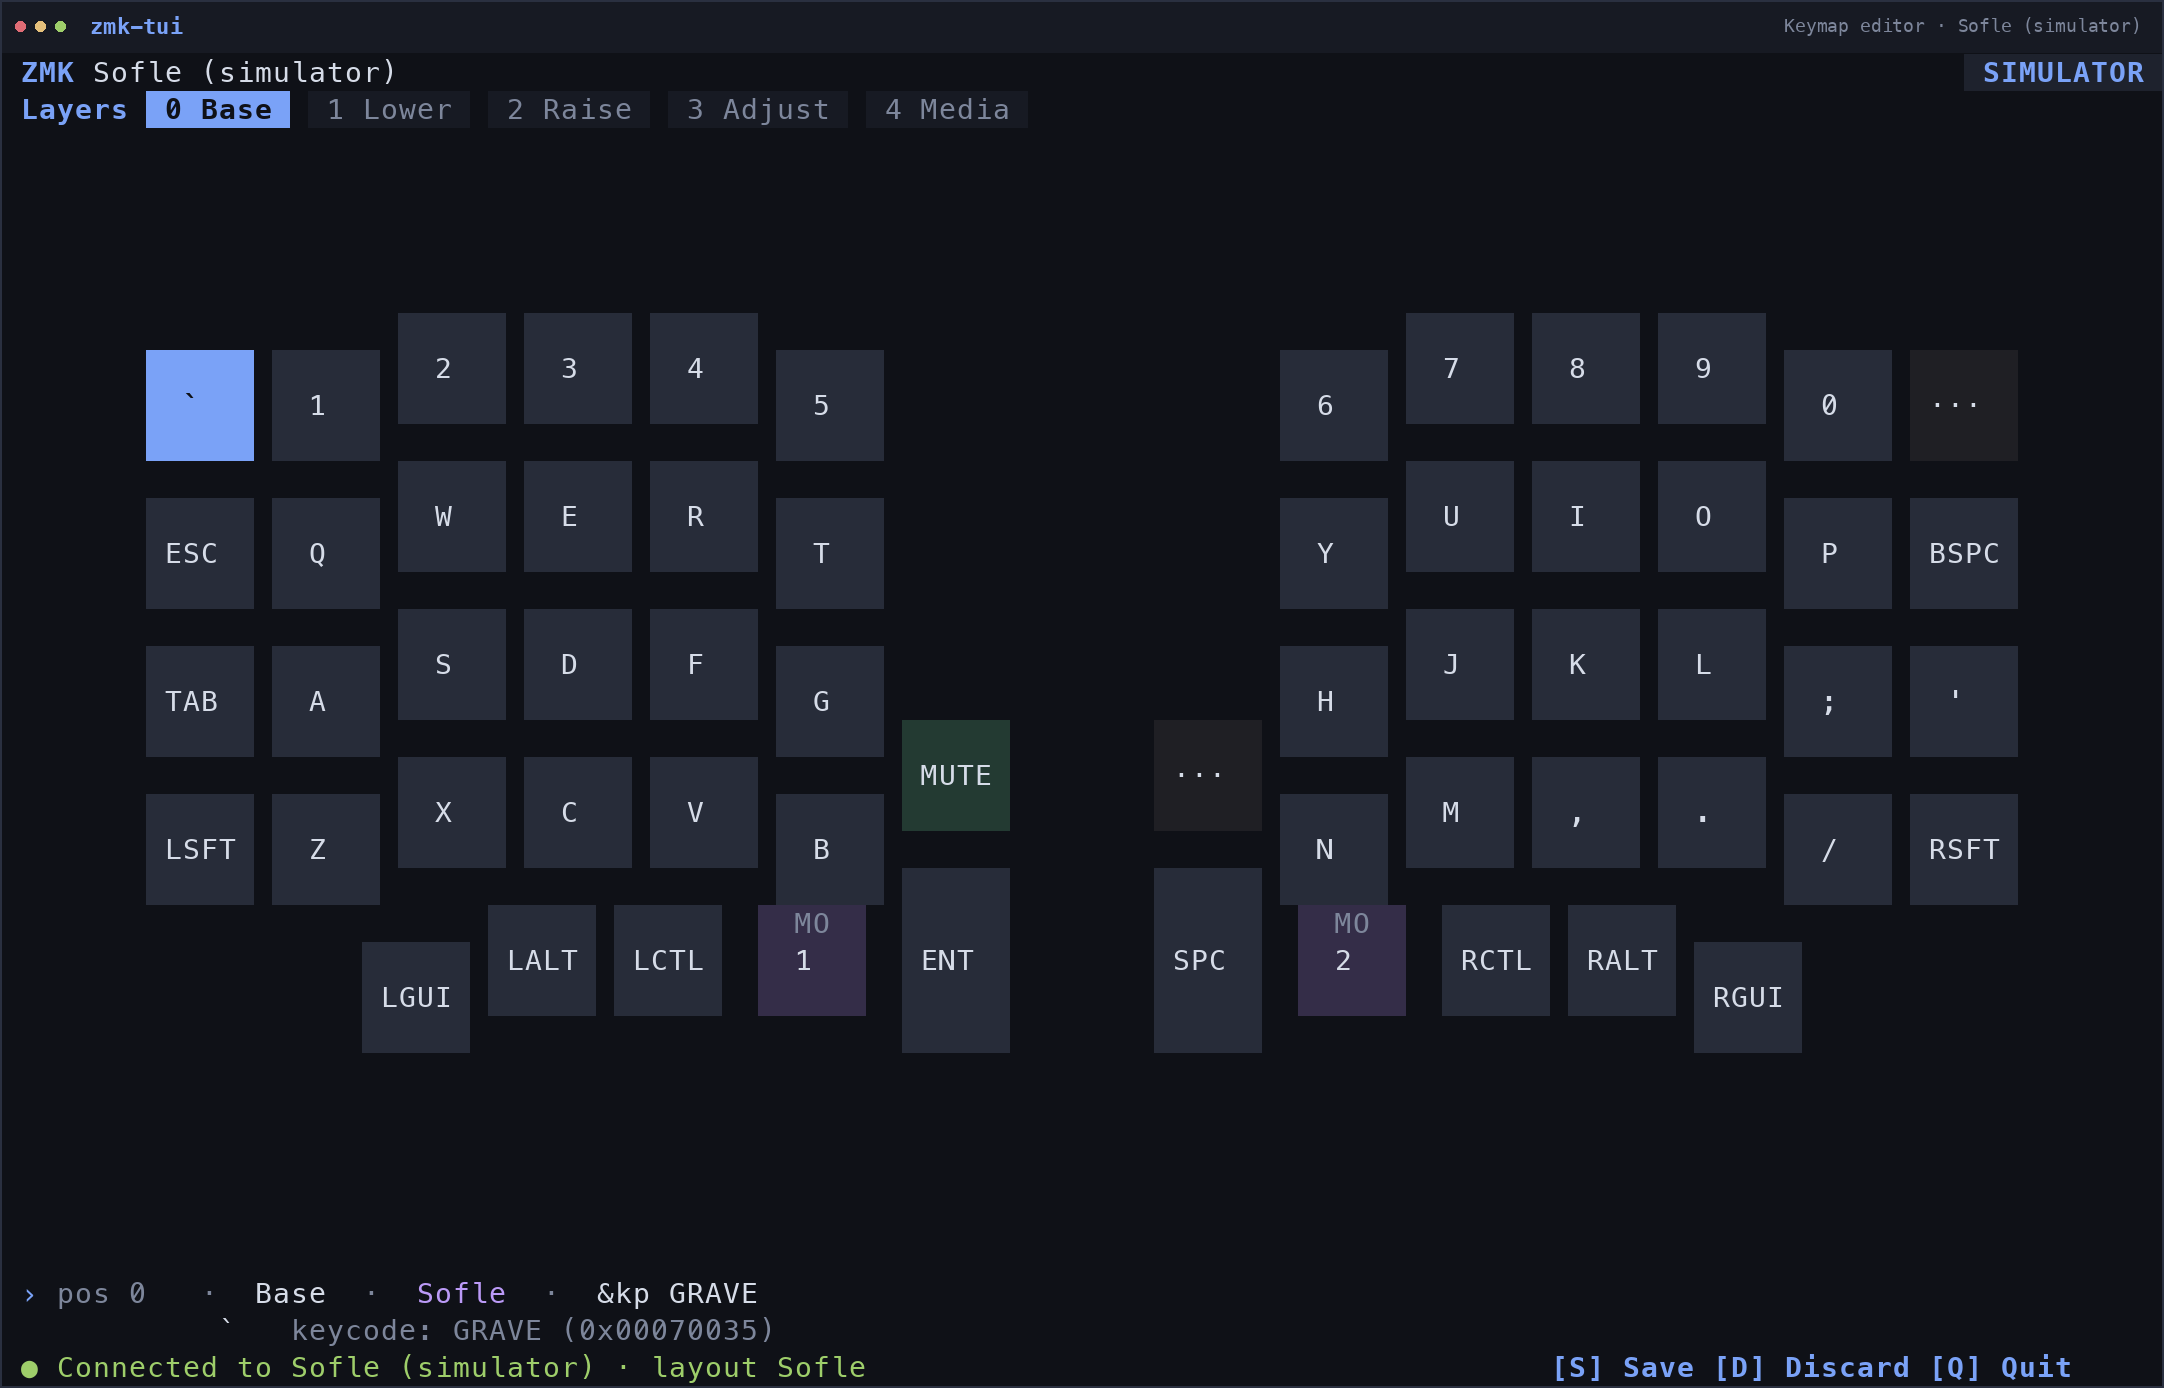 zmk-tui Keymap editor · Sofle (simulator)
ZMK Sofle (simulator) SIMULATOR
Layers 0 Base 1 Lower 2 Raise 3 Adjust 4 Media
2 3 4 7 8 9
` 1 5 6 0 ...
W E R U I O
ESC Q T Y P BSPC
S D F J K L
TAB A G H ; '
MUTE ...
X C V M , .
LSFT Z B N / RSFT
MO MO
LALT LCTL 1 ENT SPC 2 RCTL RALT
LGUI RGUI
› pos 0 · Base · Sofle · &kp GRAVE
` keycode: GRAVE (0x00070035)
● Connected to Sofle (simulator) · layout Sofle [S] Save [D] Discard [Q] Quit